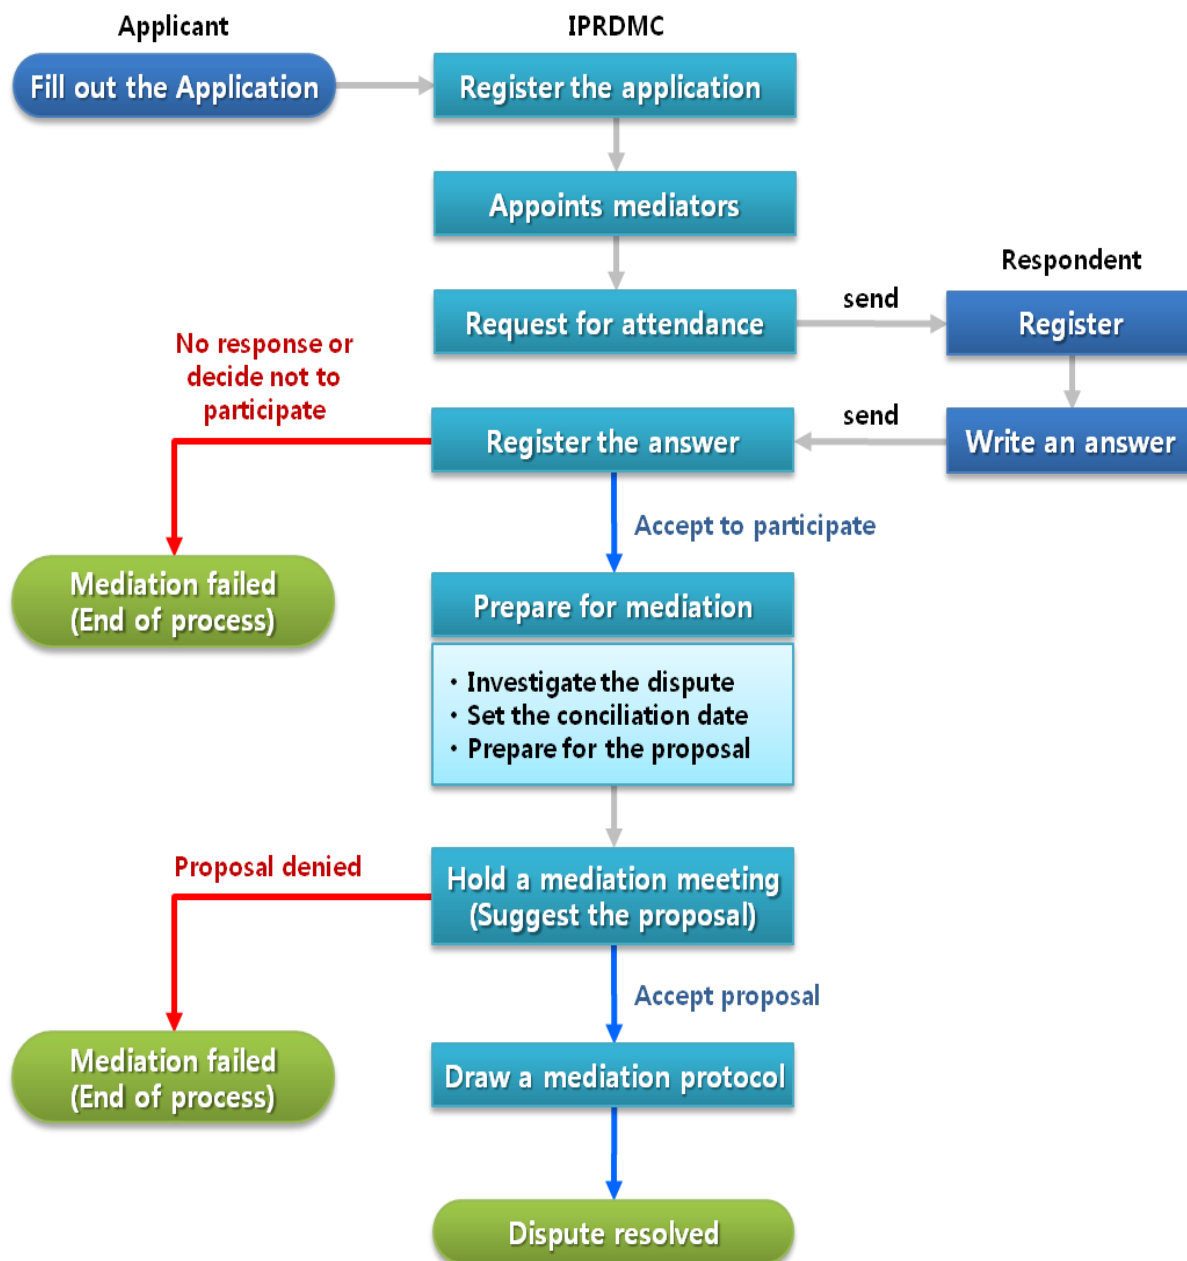 Applicant
IPRDMC
Fill out the Application
Register the application
Appoints mediators
Respondent
Request for attendance
send
Register
No response or
decide not to
participate
Register the answer
send
Write an answer
Accept to participate
Mediation failed
(End of process)
Prepare for mediation
· Investigate the dispute
· Set the conciliation date
· Prepare for the proposal
Proposal denied
Hold a mediation meeting
(Suggest the proposal)
Accept proposal
Mediation failed
(End of process)
Draw a mediation protocol
Dispute resolved